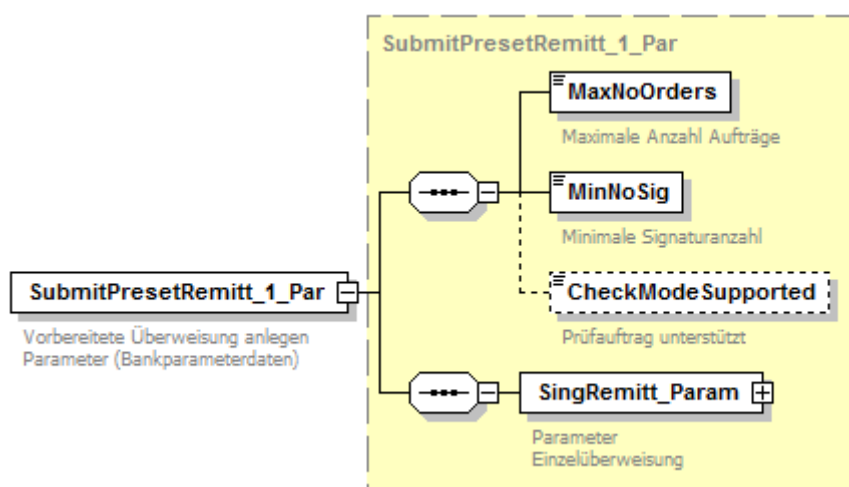 SubmitPresetRemitt_1_Par
MaxNoOrders
Maximale Anzahl Aufträge
MinNoSig
Minimale Signaturanzahl
SubmitPresetRemitt_1_Par
Vorbereitete Überweisung anlegen
Parameter (Bankparameterdaten)
CheckModeSupported
Prüfauftrag unterstützt
SingRemitt_Param
Parameter
Einzelüberweisung